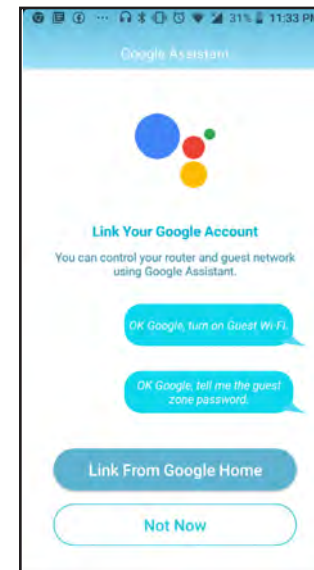 31% 11:33 PM
Google Assistant
Link Your Google Account
You can control your router and guest network
using Google Assistant.
OK Google, turn on Guest Wi-Fi.
OK Google, tell me the guest
zone password.
Link From Google Home
Not Now